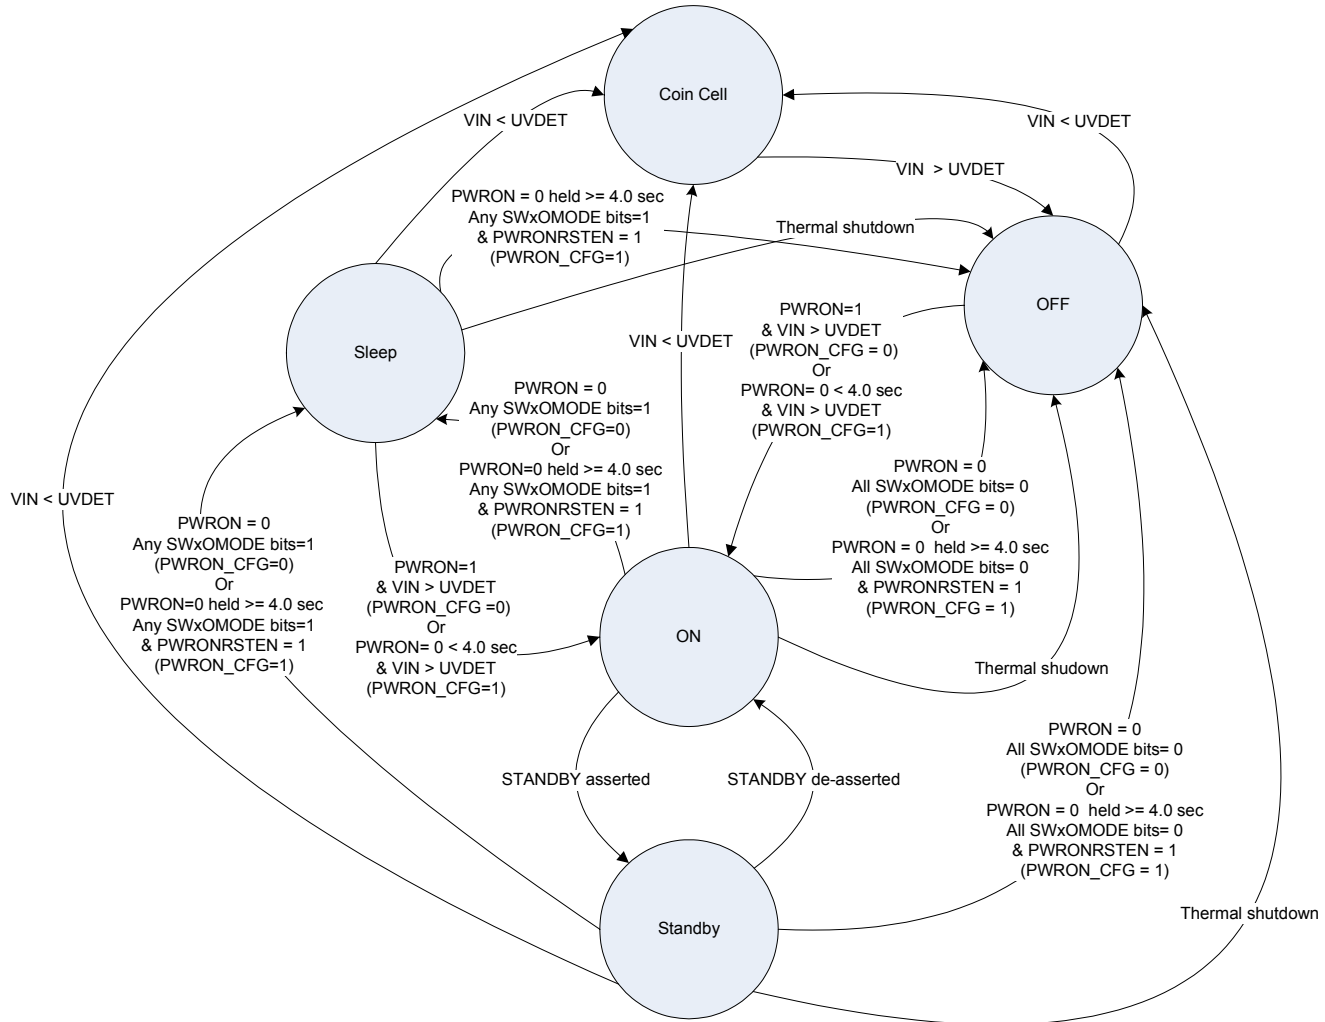 Coin Cell
VIN < UVDET
VIN < UVDET
VIN  > UVDET
PWRON = 0 held >= 4.0 sec
Any SWxOMODE bits=1
& PWRONRSTEN = 1
(PWRON_CFG=1)
Thermal shutdown
OFF
Sleep
PWRON=1
& VIN > UVDET
(PWRON_CFG = 0)
Or
PWRON= 0 < 4.0 sec
& VIN > UVDET
(PWRON_CFG=1)
VIN < UVDET
PWRON = 0
Any SWxOMODE bits=1
(PWRON_CFG=0)
Or
PWRON=0 held >= 4.0 sec
Any SWxOMODE bits=1
& PWRONRSTEN = 1
(PWRON_CFG=1)
PWRON = 0
All SWxOMODE bits= 0
(PWRON_CFG = 0)
Or
PWRON = 0  held >= 4.0 sec
All SWxOMODE bits= 0
& PWRONRSTEN = 1
(PWRON_CFG = 1)
VIN < UVDET
PWRON = 0
Any SWxOMODE bits=1
(PWRON_CFG=0)
Or
PWRON=0 held >= 4.0 sec
Any SWxOMODE bits=1
& PWRONRSTEN = 1
(PWRON_CFG=1)
PWRON=1
& VIN > UVDET
(PWRON_CFG =0)
Or
PWRON= 0 < 4.0 sec
& VIN > UVDET
(PWRON_CFG=1)
ON
Thermal shudown
STANDBY asserted
STANDBY de-asserted
PWRON = 0
All SWxOMODE bits= 0
(PWRON_CFG = 0)
Or
PWRON = 0  held >= 4.0 sec
All SWxOMODE bits= 0
& PWRONRSTEN = 1
(PWRON_CFG = 1)
Standby
Thermal shutdown